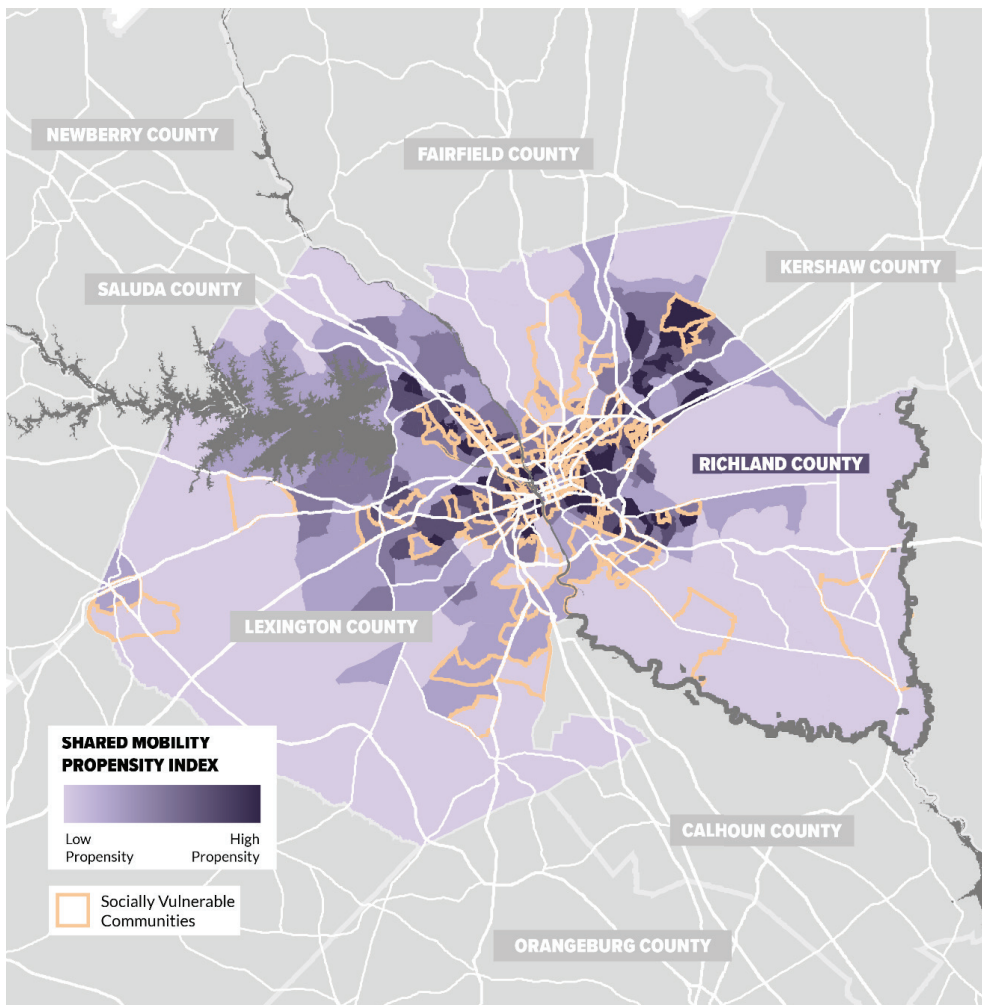 NEWBERRY COUNTY
FAIRFIELD COUNTY
KERSHAW COUNTY
SALUDA COUNTY
RICHLAND COUNTY
LEXINGTON COUNTY
SHARED MOBILITY
PROPENSITY INDEX
Low
Propensity
High
Propensity
Socially Vulnerable
Communities
CALHOUN COUNTY
ORANGEBURG COUNTY